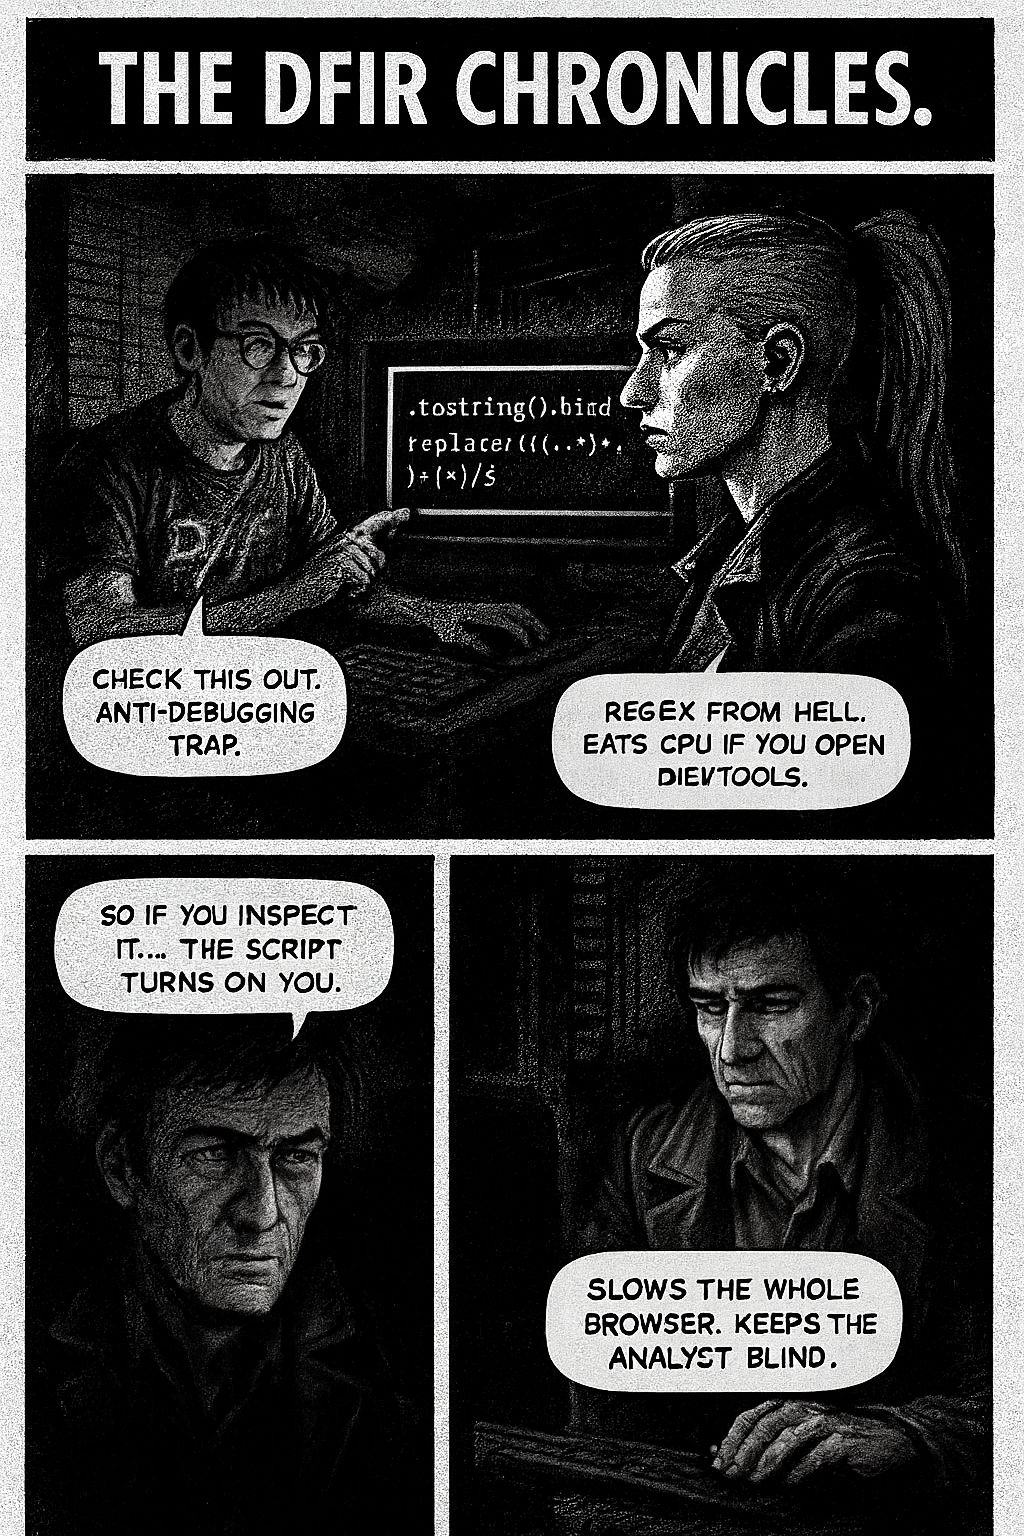 THE DFIR CHRONICLES.
.tostring().bind
replacer(((..*)*.
)+(×)/s
CHECK THIS OUT.
ANTI-DEBUGGING
TRAP.
REGEX FROM HELL.
EATS CPU IF YOU OPEN
DIEVTOOLS.
SO IF YOU INSPECT
IT.... THE SCRIPT
TURNS ON YOU.
SLOWS THE WHOLE
BROWSER. KEEPS THE
ANALYST BLIND.